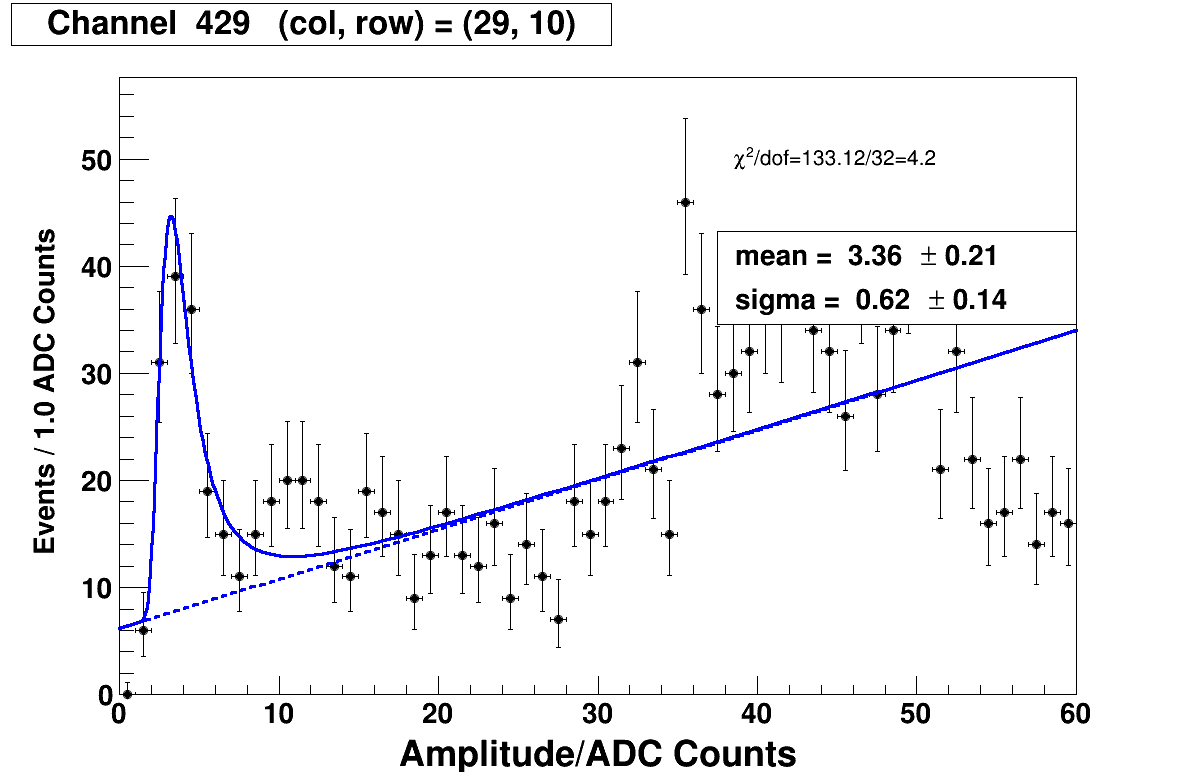 Channel 429 (col, row) = (29, 10)
χ²/dof=133.12/32=4.2
mean = 3.36 ± 0.21
sigma = 0.62 ± 0.14
Events / 1.0 ADC Counts
50
40
30
20
10
0
0 10 20 30 40 50 60
Amplitude/ADC Counts